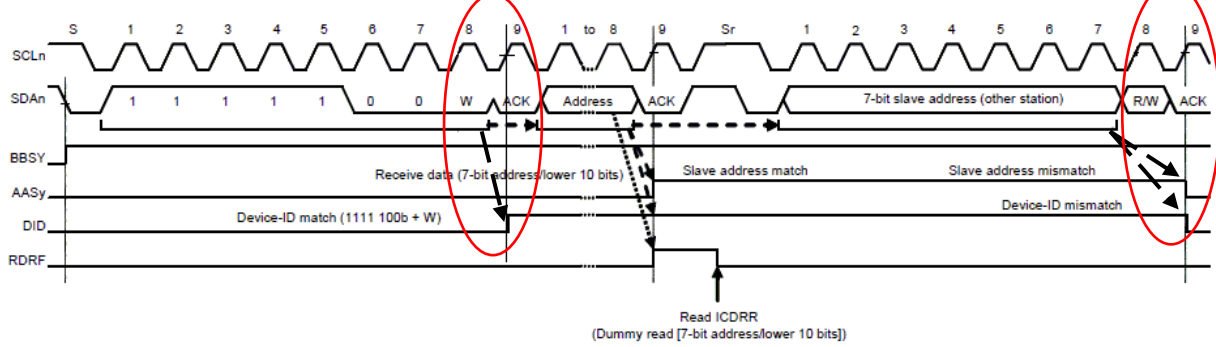 S 1 2 3 4 5 6 7 8 9 1 to 8 9 Sr 1 2 3 4 5 6 7 8 9
SCLn
SDAn 1 1 1 1 1 0 0 W ACK Address ACK 7-bit slave address (other station) R/W ACK
BBSY
Receive data (7-bit address/lower 10 bits) Slave address match Slave address mismatch
AASy
Device-ID match (1111 100b + W) Device-ID mismatch
DID
RDRF
Read ICDRR
(Dummy read [7-bit address/lower 10 bits])